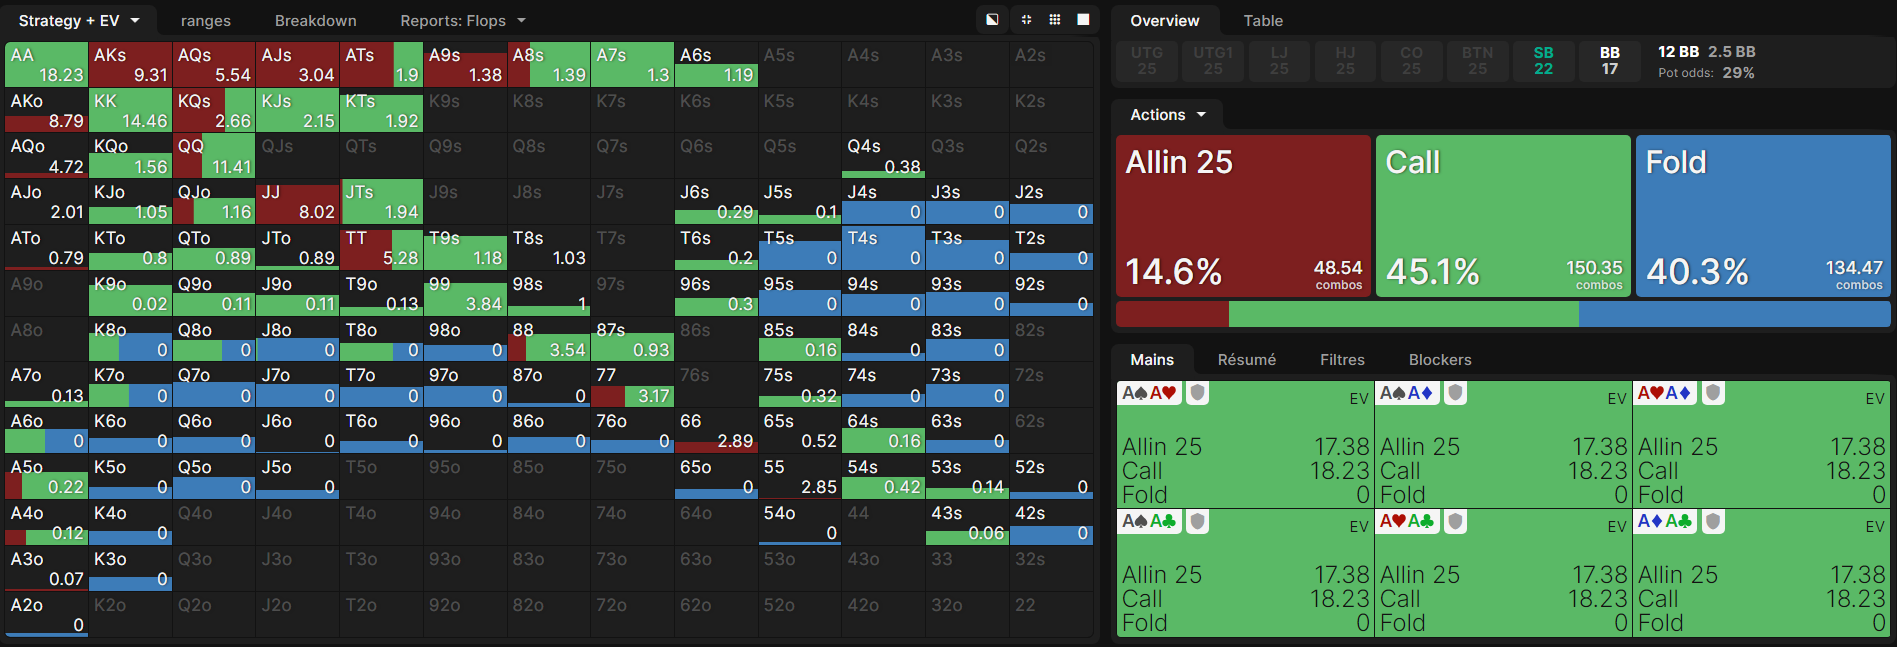 Strategy + EV ranges Breakdown Reports: Flops
AA AKs AQs AJs ATs A9s A8s A7s A6s A5s A4s A3s A2s
18.23 9.31 5.54 3.04 1.9 1.38 1.39 1.3 1.19
AKo KK KQs KJs KTs K9s K8s K7s K6s K5s K4s K3s K2s
8.79 14.46 2.66 2.15 1.92
AQo KQo QQ QJs QTs Q9s Q8s Q7s Q6s Q5s Q4s Q3s Q2s
4.72 1.56 11.41 0.38
AJo KJo QJo JJ JTs J9s J8s J7s J6s J5s J4s J3s J2s
2.01 1.05 1.16 8.02 1.94 0.29 0.1 0 0 0
ATo KTo QTo JTo TT T9s T8s T7s T6s T5s T4s T3s T2s
0.79 0.8 0.89 0.89 5.28 1.18 1.03 0.2 0 0 0 0
A9o K9o Q9o J9o T9o 99 98s 97s 96s 95s 94s 93s 92s
0.02 0.11 0.11 0.13 3.84 1 0.3 0 0 0 0
A8o K8o Q8o J8o T8o 98o 88 87s 86s 85s 84s 83s 82s
0 0 0 0 0 3.54 0.93 0.16 0 0
A7o K7o Q7o J7o T7o 97o 87o 77 76s 75s 74s 73s 72s
0.13 0 0 0 0 0 0 3.17 0.32 0 0
A6o K6o Q6o J6o T6o 96o 86o 76o 66 65s 64s 63s 62s
0 0 0 0 0 0 0 0 2.89 0.52 0.16 0
A5o K5o Q5o J5o T5o 95o 85o 75o 65o 55 54s 53s 52s
0.22 0 0 0 0 2.85 0.42 0.14 0
A4o K4o Q4o J4o T4o 94o 84o 74o 64o 54o 44 43s 42s
0.12 0 0 0.06 0
A3o K3o Q3o J3o T3o 93o 83o 73o 63o 53o 43o 33 32s
0.07 0
A2o K2o Q2o J2o T2o 92o 82o 72o 62o 52o 42o 32o 22
0
Overview Table
UTG UTG1 LJ HJ CO BTN SB BB 12 BB 2.5 BB
25 25 25 25 25 25 22 17 Pot odds: 29%
Actions
Allin 25 Call Fold
14.6% 48.54 combos 45.1% 150.35 combos 40.3% 134.47 combos
Mains Résumé Filtres Blockers
A♠A♥ EV A♠A♦ EV A♥A♦ EV
Allin 25 17.38 Allin 25 17.38 Allin 25 17.38
Call 18.23 Call 18.23 Call 18.23
Fold 0 Fold 0 Fold 0
A♠A♣ EV A♥A♣ EV A♦A♣ EV
Allin 25 17.38 Allin 25 17.38 Allin 25 17.38
Call 18.23 Call 18.23 Call 18.23
Fold 0 Fold 0 Fold 0